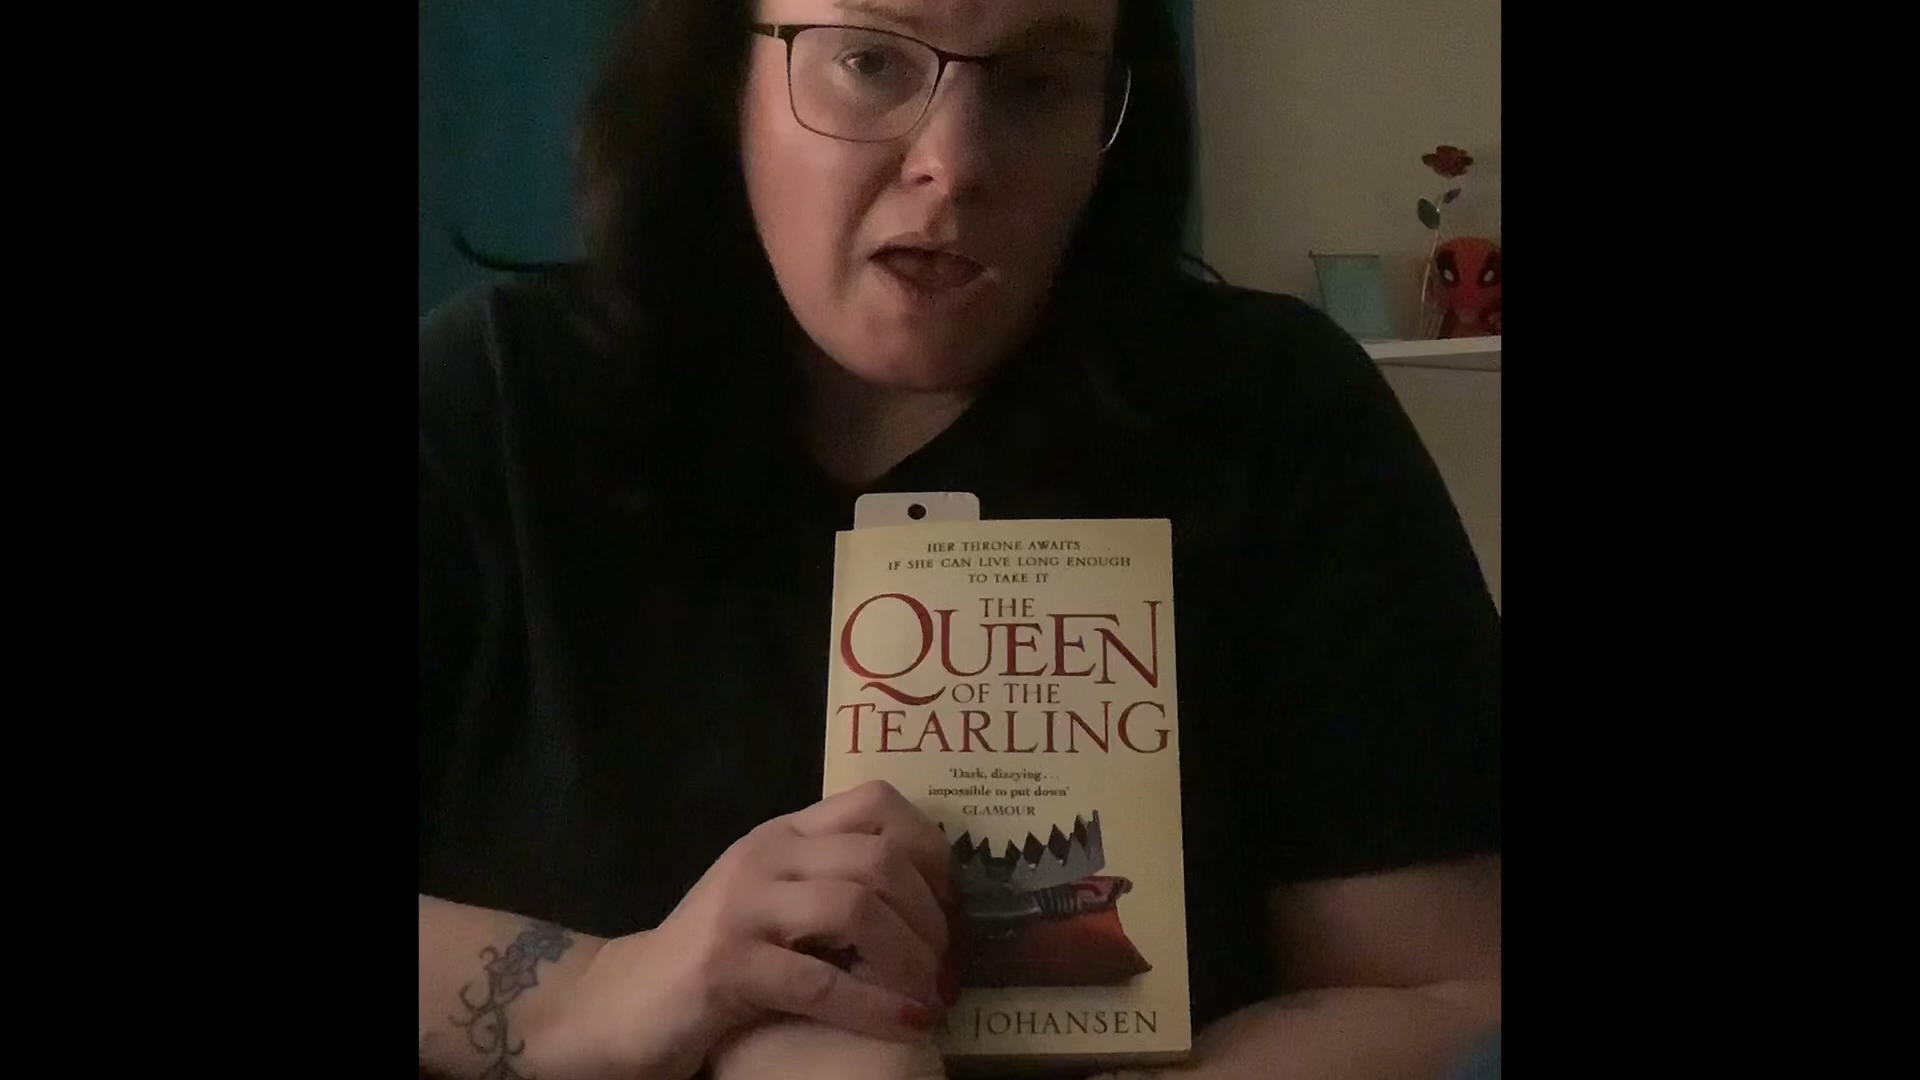 HER THRONE AWAITS . . .
IF SHE CAN LIVE LONG ENOUGH
TO TAKE IT
THE
QUEEN
OF THE
TEARLING
'Dark, dizzying . . .
impossible to put down'
GLAMOUR
A JOHANSEN